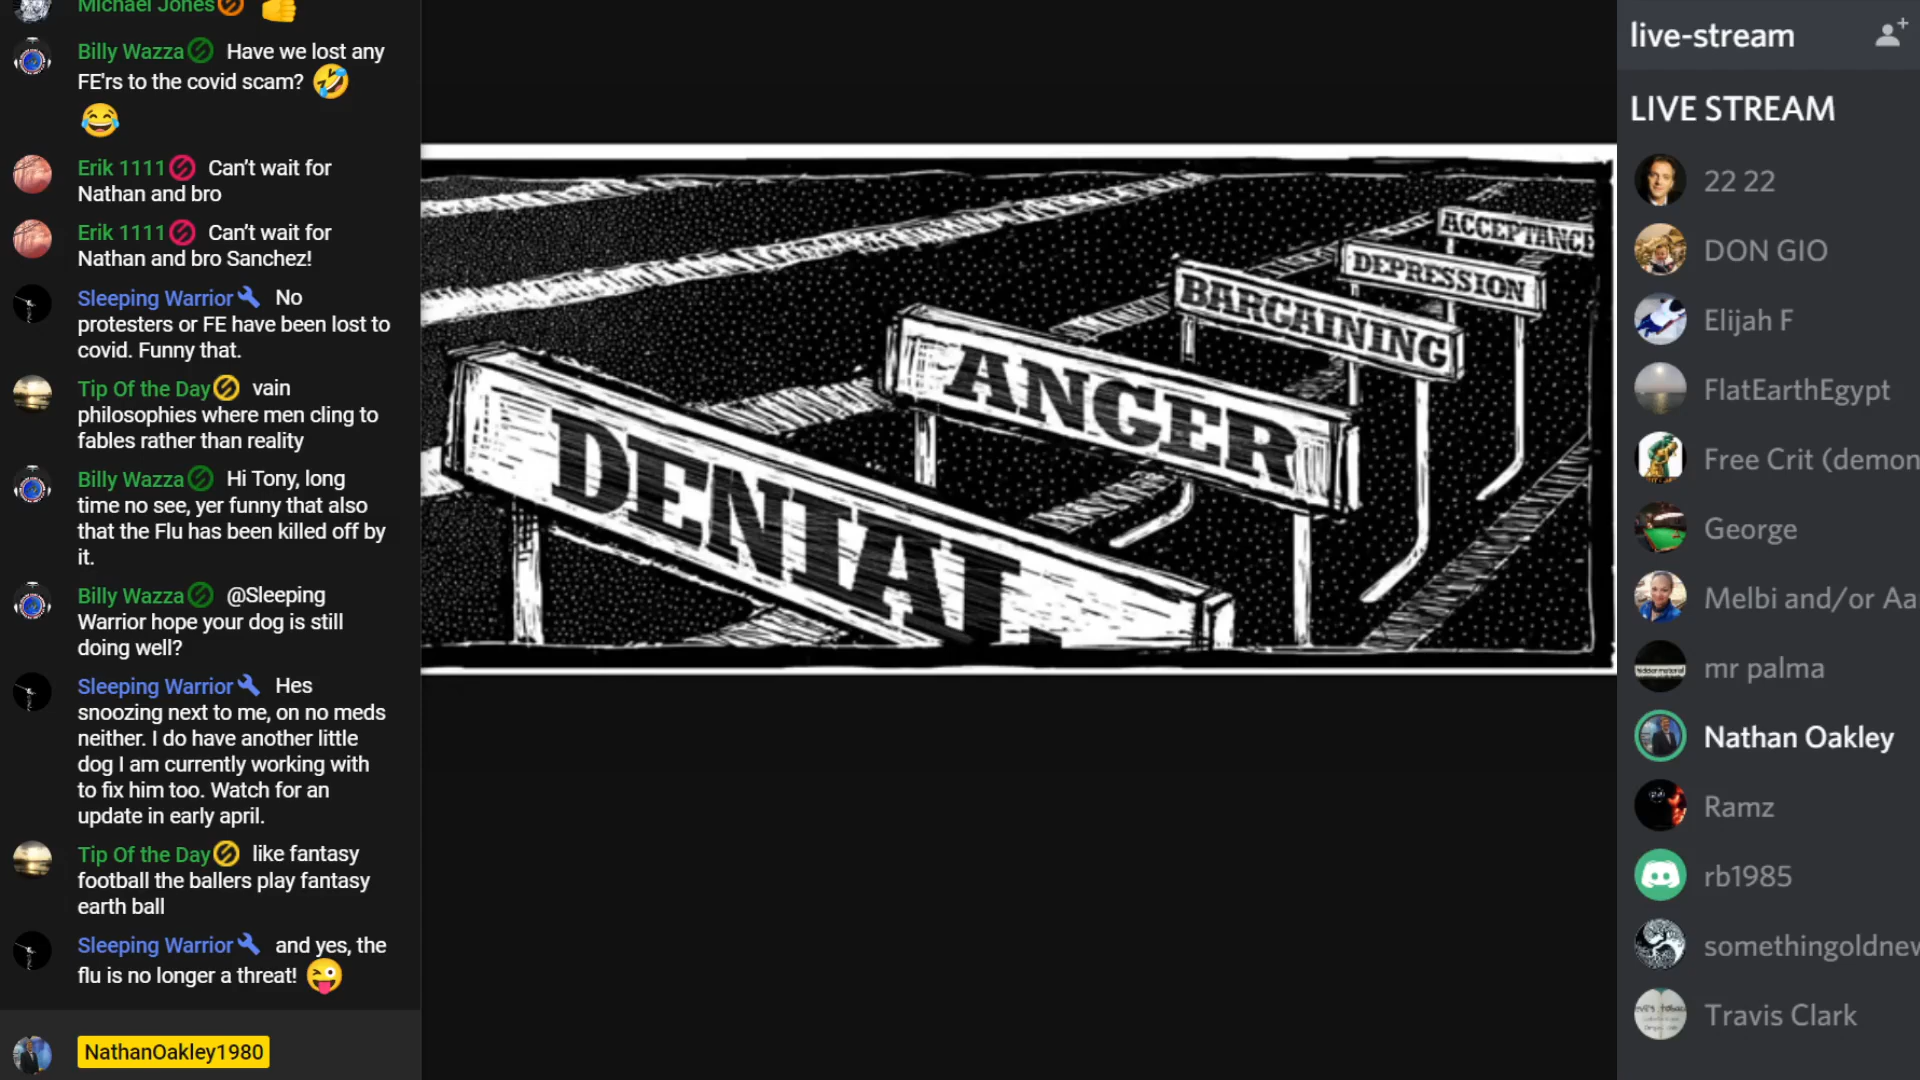 Michael Jones
Billy Wazza Have we lost any
FE'rs to the covid scam?
Erik 1111 Can't wait for
Nathan and bro
Erik 1111 Can't wait for
Nathan and bro Sanchez!
Sleeping Warrior No
protesters or FE have been lost to
covid. Funny that.
Tip Of the Day vain
philosophies where men cling to
fables rather than reality
Billy Wazza Hi Tony, long
time no see, yer funny that also
that the Flu has been killed off by
it.
Billy Wazza @Sleeping
Warrior hope your dog is still
doing well?
Sleeping Warrior Hes
snoozing next to me, on no meds
neither. I do have another little
dog I am currently working with
to fix him too. Watch for an
update in early april.
Tip Of the Day like fantasy
football the ballers play fantasy
earth ball
Sleeping Warrior and yes, the
flu is no longer a threat!
NathanOakley1980
ACCEPTANCE
DEPRESSION
BARGAINING
ANGER
DENIAL
live-stream
LIVE STREAM
22 22
DON GIO
Elijah F
FlatEarthEgypt
Free Crit (demon
George
Melbi and/or Aa
mr palma
Nathan Oakley
Ramz
rb1985
somethingoldnew
Travis Clark